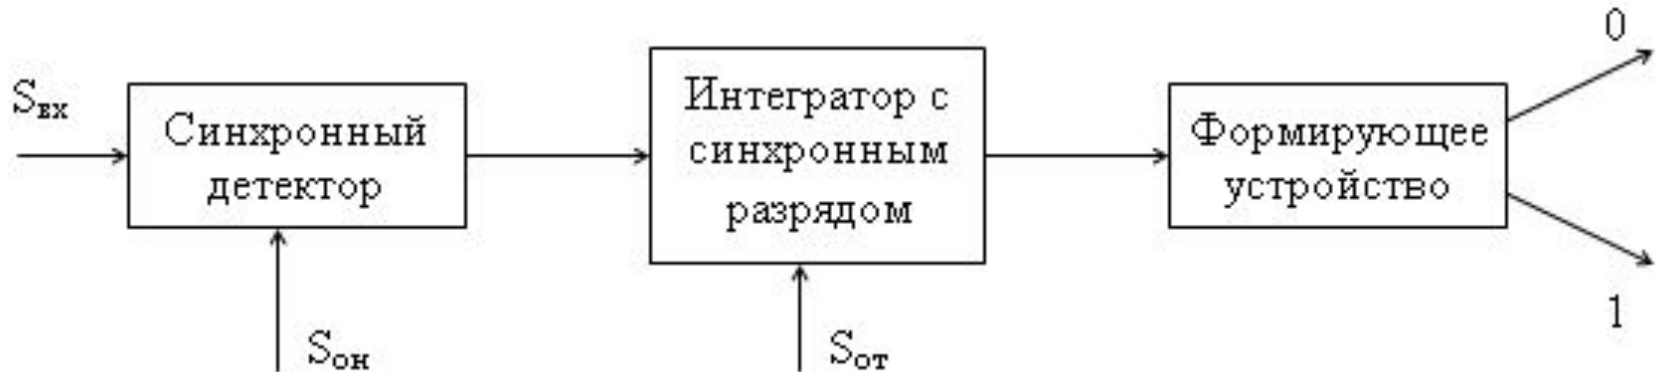 0
Sвх
Синхронный
детектор
Интегратор с
синхронным
разрядом
Формирующее
устройство
Sон
Sот
1